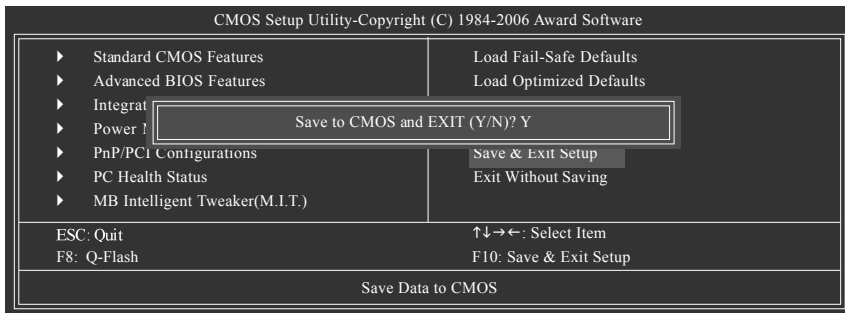 CMOS Setup Utility-Copyright (C) 1984-2006 Award Software
Standard CMOS Features
Advanced BIOS Features
Integrat
Power
PnP/PCI Configurations
PC Health Status
MB Intelligent Tweaker(M.I.T.)
Load Fail-Safe Defaults
Load Optimized Defaults
Save & Exit Setup
Exit Without Saving
Save to CMOS and EXIT (Y/N)? Y
ESC: Quit
F8: Q-Flash
↑↓→←: Select Item
F10: Save & Exit Setup
Save Data to CMOS